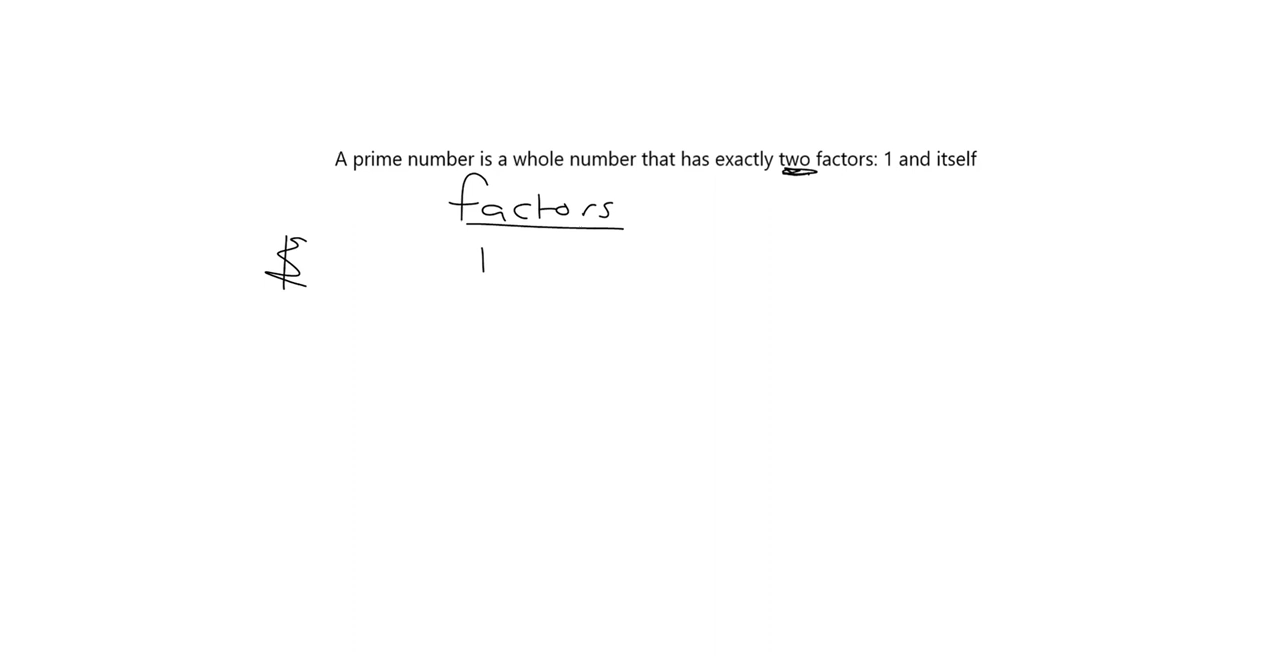 A prime number is a whole number that has exactly two factors: 1 and itself
factors
1